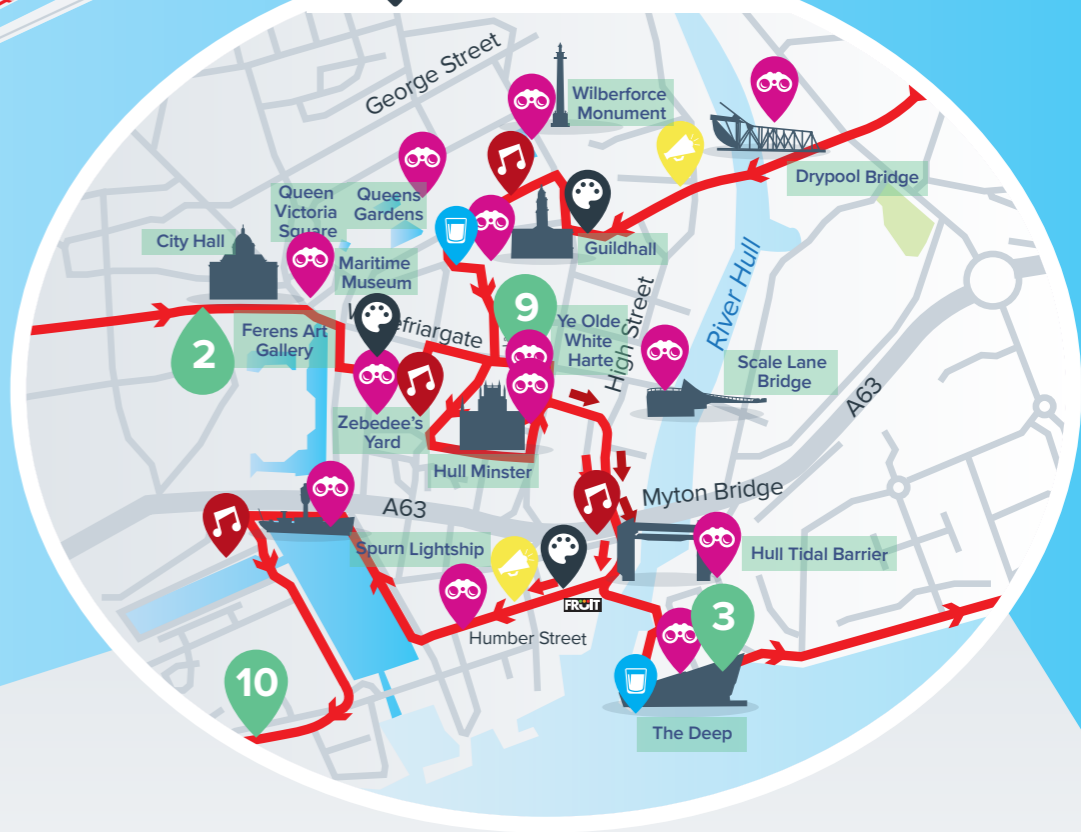 George Street
Wilberforce
Monument
Drypool Bridge
Queen
Victoria
Square
Queens
Gardens
City Hall
Guildhall
Maritime
Museum
River Hull
High Street
9
Ye Olde
White
Harte
efriargate
2
Ferens Art
Gallery
Scale Lane
Bridge
A63
Zebedee's
Yard
Hull Minster
A63
Myton Bridge
Spurn Lightship
Hull Tidal Barrier
FRUIT
Humber Street
3
10
The Deep